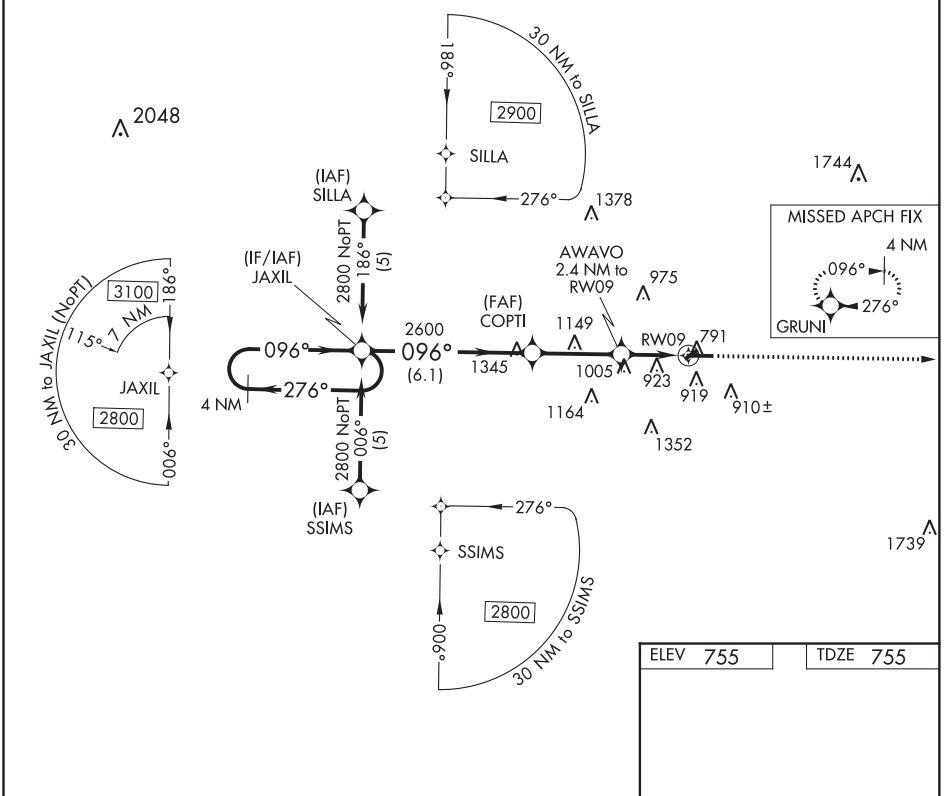 30 NM to SILLA
186°
2900
SILLA
276°
2048
1744
1378
MISSED APCH FIX
4 NM
096°
276°
GRUNI
(IAF)
SILLA
2800 NoPT
186°
(5)
(IF/IAF)
JAXIL
AWAVO
2.4 NM to
RW09
975
(FAF)
COPTI
30 NM to JAXIL (NoPT)
3100
186°
115°
7 NM
JAXIL
2800
006°
096°
276°
4 NM
2600
096°
(6.1)
1345
1149
1005
RW09
791
923
919
910±
1164
1352
2800 NoPT
006°
(5)
(IAF)
SSIMS
276°
SSIMS
2800
006°
30 NM to SSIMS
1739
ELEV 755
TDZE 755